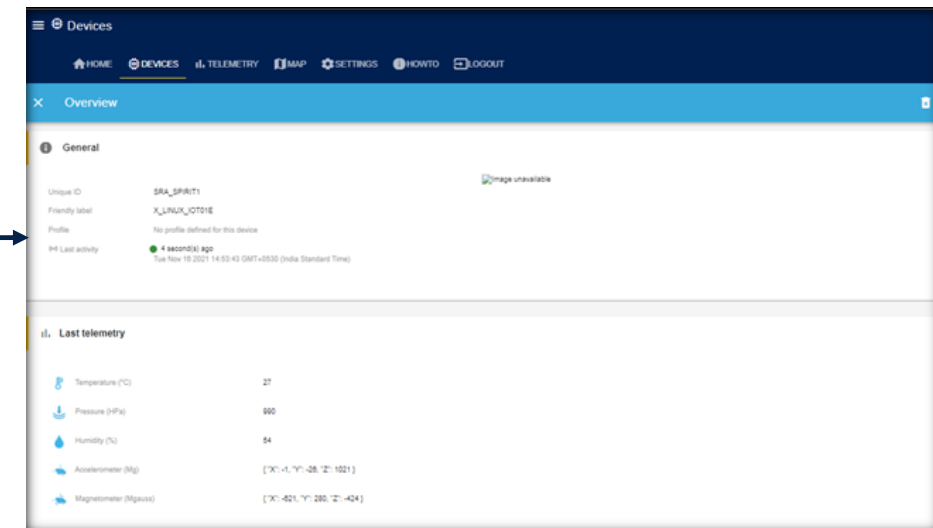 Devices
HOME DEVICES TELEMETRY MAP SETTINGS HOWTO LOGOUT
Overview
General
Image unavailable
Unique ID SRA_SPIRIT1
Friendly label X_LINUX_IOT01E
Profile No profile defined for this device
Last activity 4 second(s) ago
Tue Nov 16 2021 14:53:43 GMT+0530 (India Standard Time)
Last telemetry
Temperature (°C) 27
Pressure (HPa) 990
Humidity (%) 54
Accelerometer (Mg) { "X": -1, "Y": -26, "Z": 1021 }
Magnetometer (Mgauss) { "X": -621, "Y": 280, "Z": -424 }